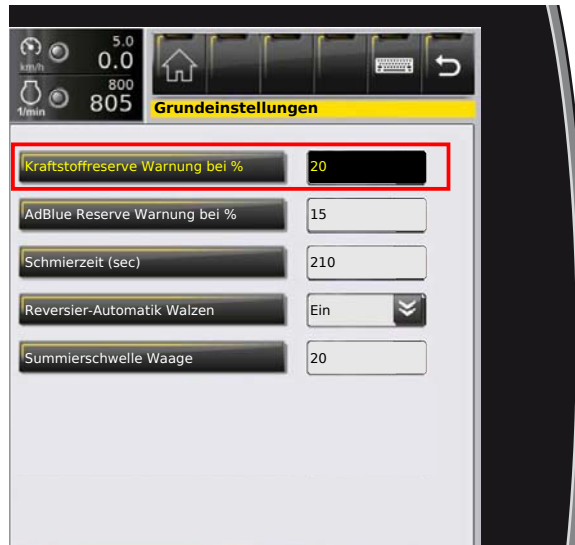 5.0
km/h 0.0
800
1/min 805
Grundeinstellungen
Kraftstoffreserve Warnung bei % 20
AdBlue Reserve Warnung bei % 15
Schmierzeit (sec) 210
Reversier-Automatik Walzen Ein
Summierschwelle Waage 20